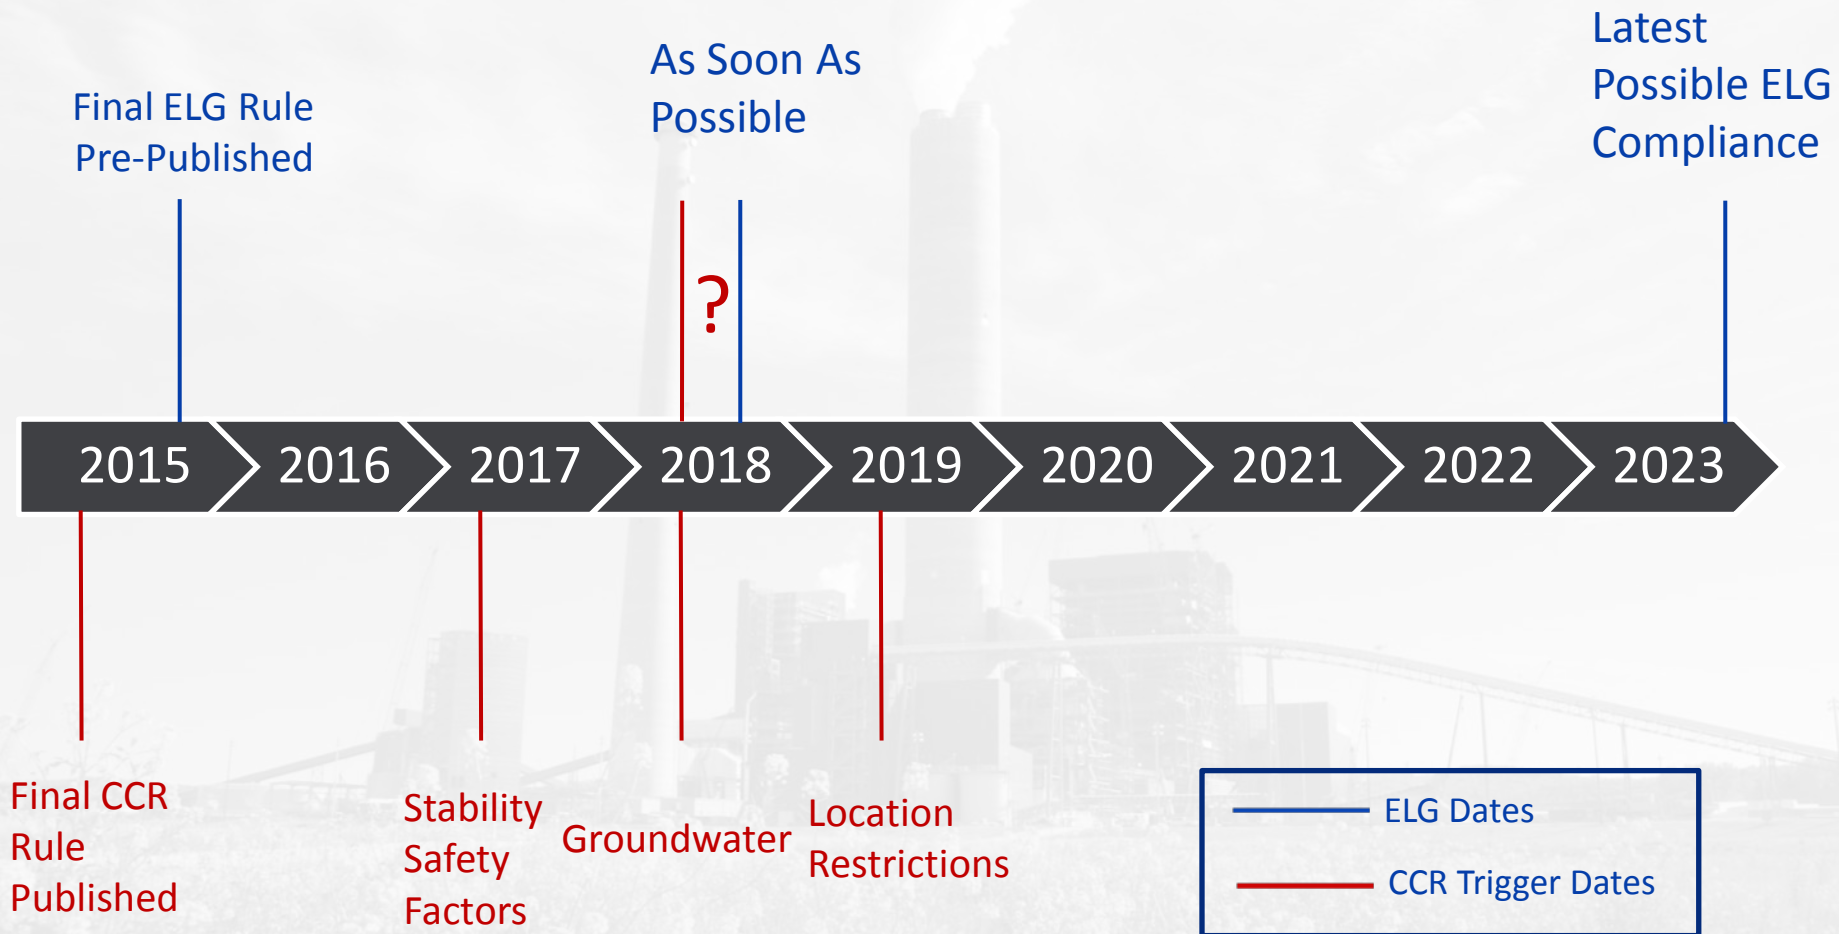 Final ELG Rule
Pre-Published
As Soon As
Possible
Latest
Possible ELG
Compliance
?
2015
2016
2017
2018
2019
2020
2021
2022
2023
Final CCR
Rule
Published
Stability
Safety
Factors
Groundwater
Location
Restrictions
ELG Dates
CCR Trigger Dates